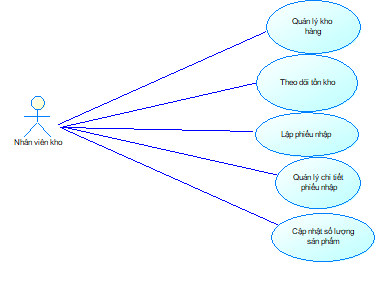 Quản lý kho
hàng
Theo dõi tồn kho
Lập phiếu nhập
Nhân viên kho
Quản lý chi tiết
phiếu nhập
Cập nhật số lượng
sản phẩm